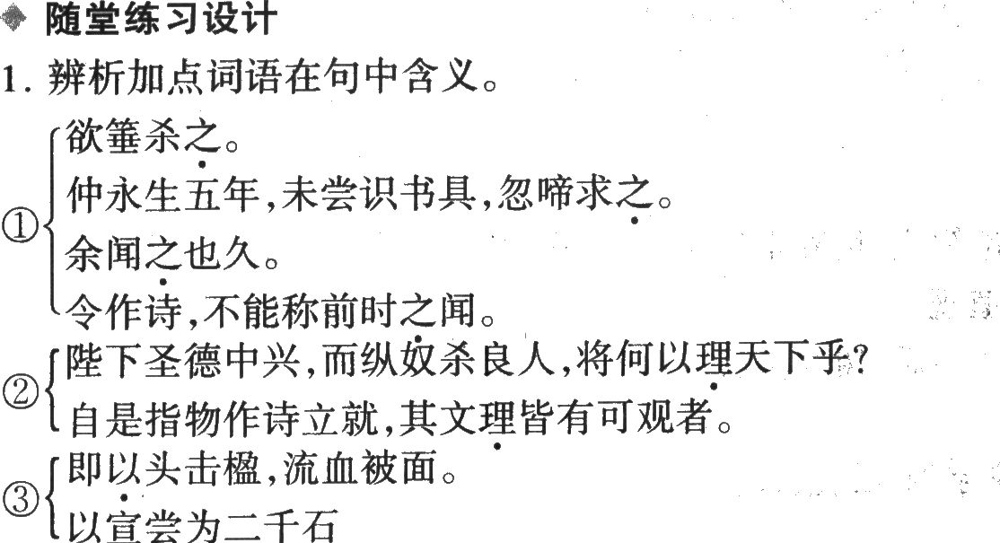 随堂练习设计
1. 辨析加点词语在句中含义。
欲箠杀之。
仲永生五年,未尝识书具,忽啼求之。
①
余闻之也久。
令作诗,不能称前时之闻。
陛下圣德中兴,而纵奴杀良人,将何以理天下乎?
②
自是指物作诗立就,其文理皆有可观者。
即以头击楹,流血被面。
③
以宣尝为二千石